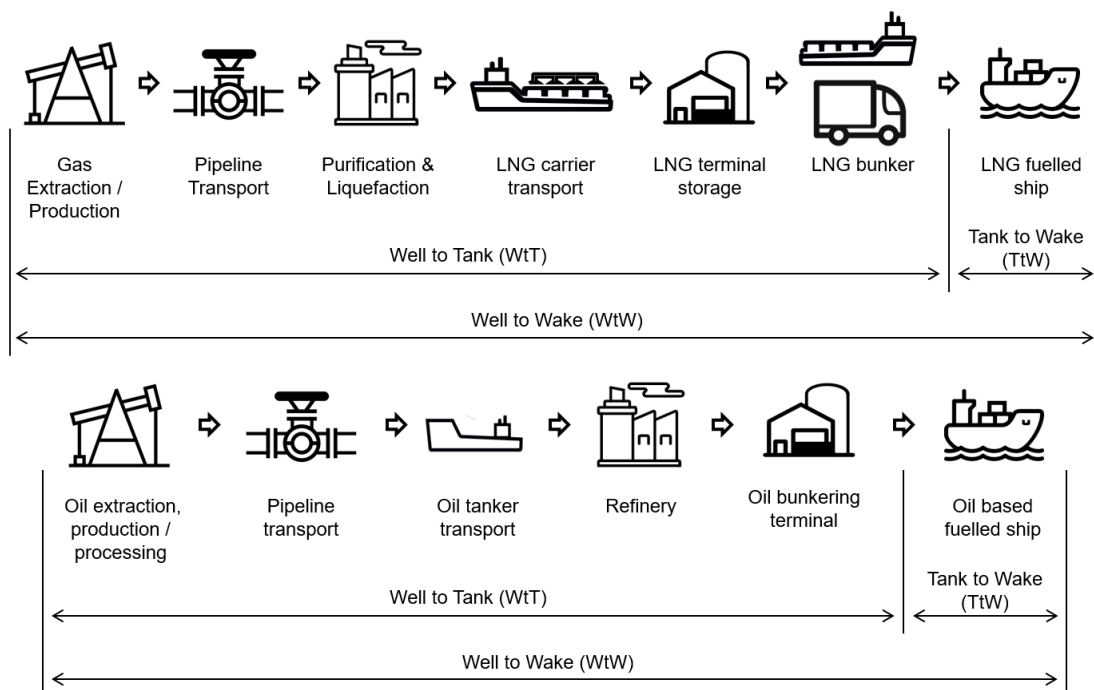 Gas
Extraction /
Production
Pipeline
Transport
Purification &
Liquefaction
LNG carrier
transport
LNG terminal
storage
LNG bunker
LNG fuelled
ship
Well to Tank (WtT)
Tank to Wake
(TtW)
Well to Wake (WtW)
Oil extraction,
production /
processing
Pipeline
transport
Oil tanker
transport
Refinery
Oil bunkering
terminal
Oil based
fuelled ship
Well to Tank (WtT)
Tank to Wake
(TtW)
Well to Wake (WtW)